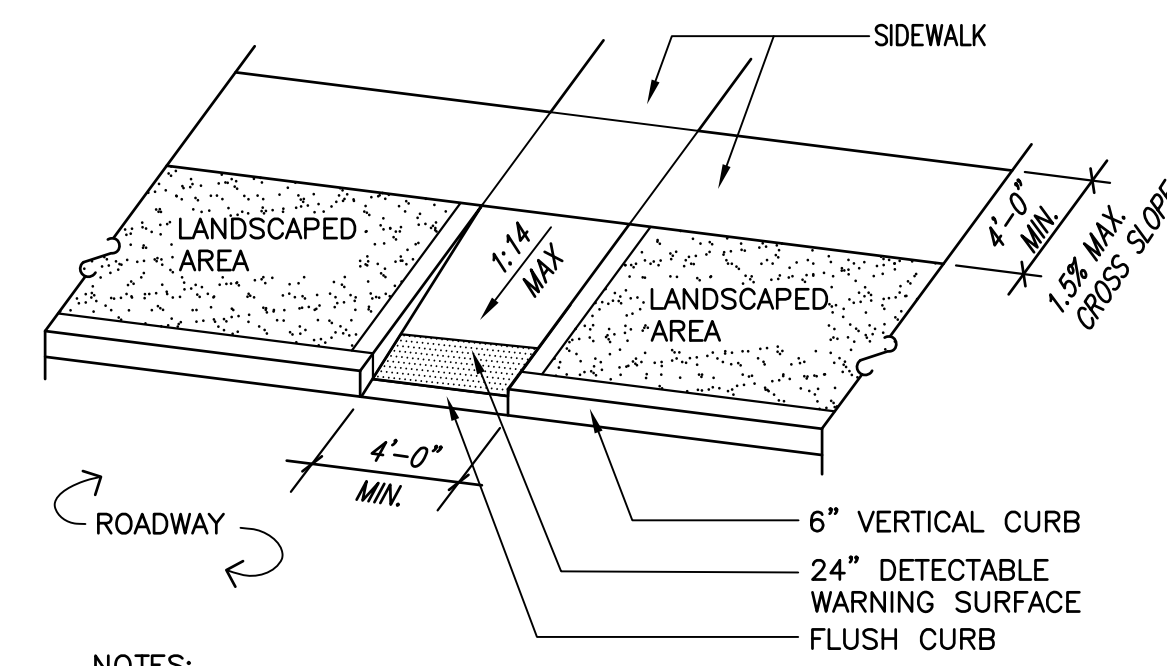 SIDEWALK
LANDSCAPED
AREA
1:14
MAX
4'-0"
MIN.
1.5% MAX.
CROSS SLOPE
LANDSCAPED
AREA
4'-0"
MIN.
ROADWAY
6" VERTICAL CURB
24" DETECTABLE
WARNING SURFACE
FLUSH CURB
NOTES: